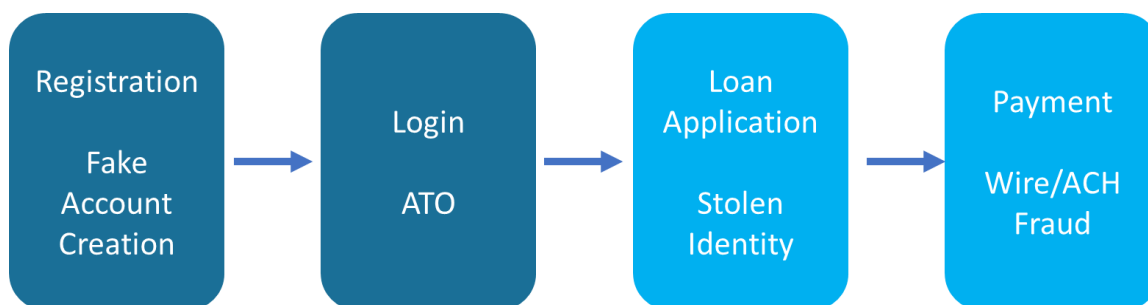 Registration
Fake
Account
Creation
Login
ATO
Loan
Application
Stolen
Identity
Payment
Wire/ACH
Fraud